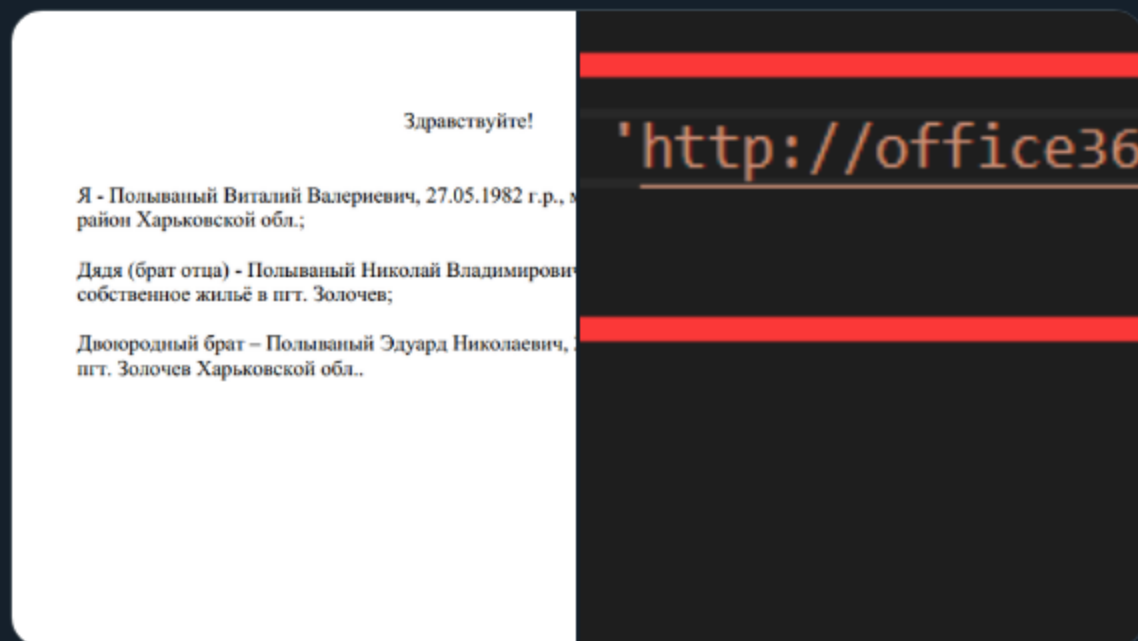 Здравствуйте!
Я - Полываный Виталий Валериевич, 27.05.1982 г.р.,
район Харьковской обл.;
Дядя (брат отца) - Полываный Николай Владимирович
собственное жильё в пгт. Золочев;
Двоюродный брат – Полываный Эдуард Николаевич,
пгт. Золочев Харьковской обл..
'http://office36